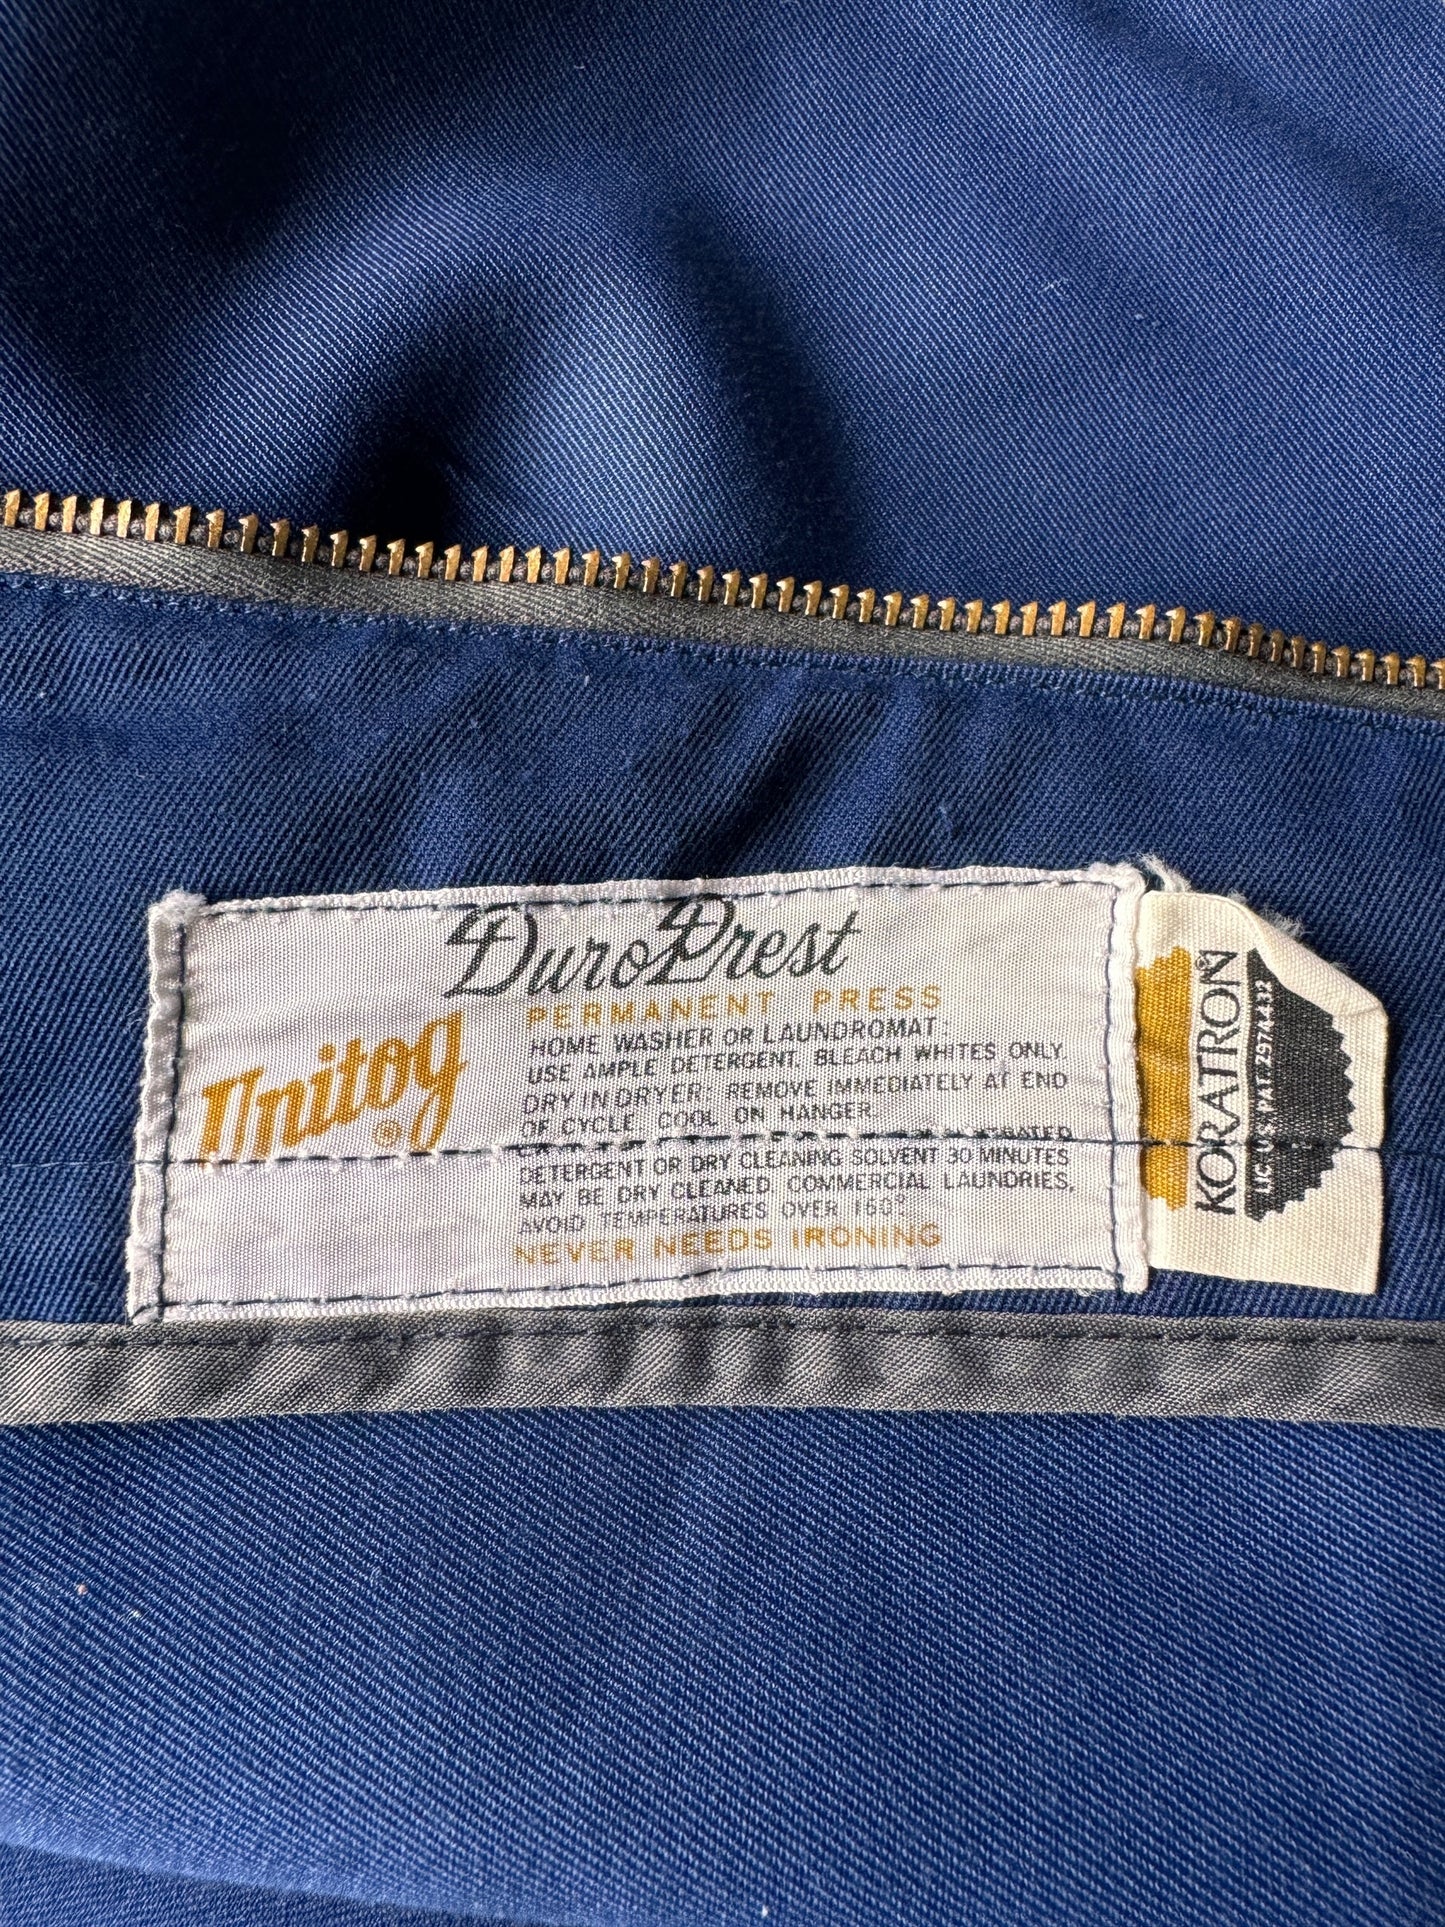 DuroPrest
PERMANENT PRESS
Unitog ®
HOME WASHER OR LAUNDROMAT:
USE AMPLE DETERGENT. BLEACH WHITES ONLY.
DRY IN DRYER: REMOVE IMMEDIATELY AT END
OF CYCLE. COOL ON HANGER.
DETERGENT OR DRY CLEANING SOLVENT 30 MINUTES
MAY BE DRY CLEANED. COMMERCIAL LAUNDRIES,
AVOID TEMPERATURES OVER 160°
NEVER NEEDS IRONING
KORATRON®
LIC. U.S. PAT. 2974432